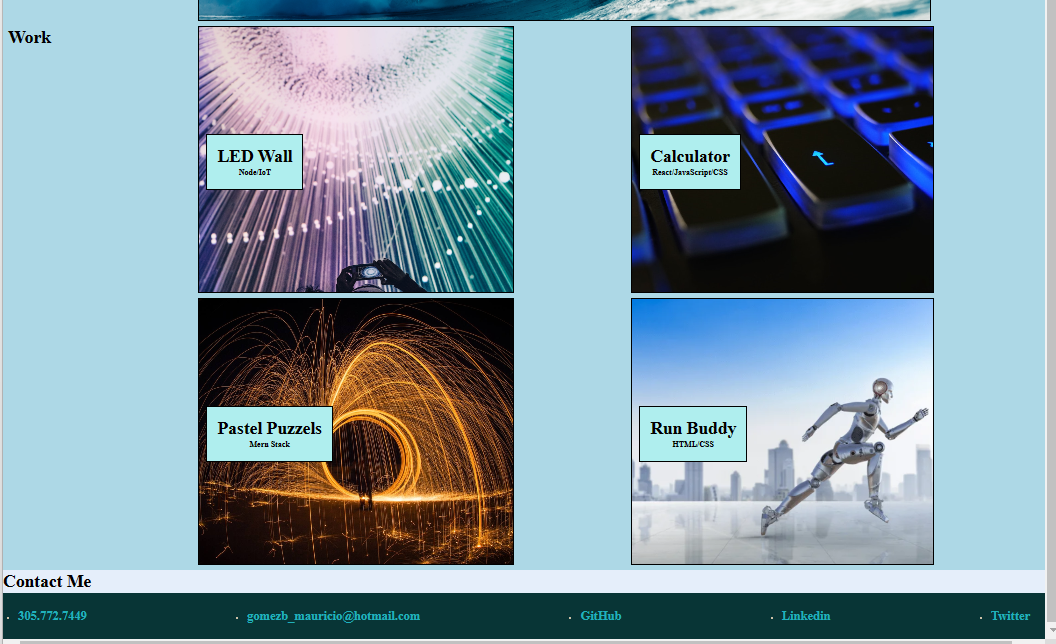 Work
LED Wall
Node/IoT
Calculator
React/JavaScript/CSS
Pastel Puzzels
Mern Stack
Run Buddy
HTML/CSS
Contact Me
305.772.7449
gomezb_mauricio@hotmail.com
GitHub
Linkedin
Twitter